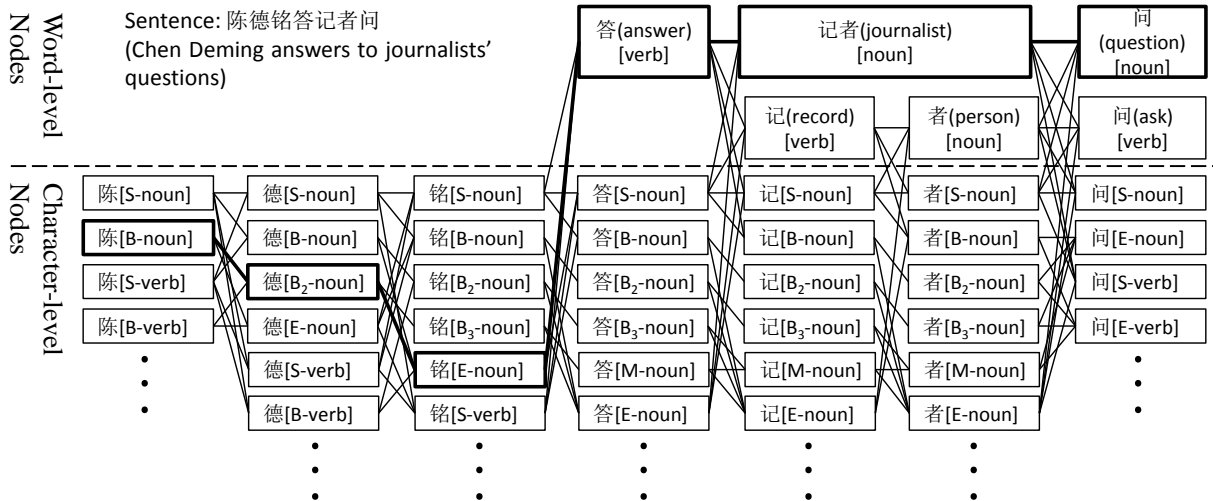 Word-level
Nodes
Sentence: 陈德铭答记者问
(Chen Deming answers to journalists'
questions)
答(answer)
[verb]
记者(journalist)
[noun]
问
(question)
[noun]
记(record)
[verb]
者(person)
[noun]
问(ask)
[verb]
Character-level
Nodes
陈[S-noun]
陈[B-noun]
陈[S-verb]
陈[B-verb]
德[S-noun]
德[B-noun]
德[B₂-noun]
德[E-noun]
德[S-verb]
德[B-verb]
铭[S-noun]
铭[B-noun]
铭[B₂-noun]
铭[B₃-noun]
铭[E-noun]
铭[S-verb]
答[S-noun]
答[B-noun]
答[B₂-noun]
答[B₃-noun]
答[M-noun]
答[E-noun]
记[S-noun]
记[B-noun]
记[B₂-noun]
记[B₃-noun]
记[M-noun]
记[E-noun]
者[S-noun]
者[B-noun]
者[B₂-noun]
者[B₃-noun]
者[M-noun]
者[E-noun]
问[S-noun]
问[E-noun]
问[S-verb]
问[E-verb]